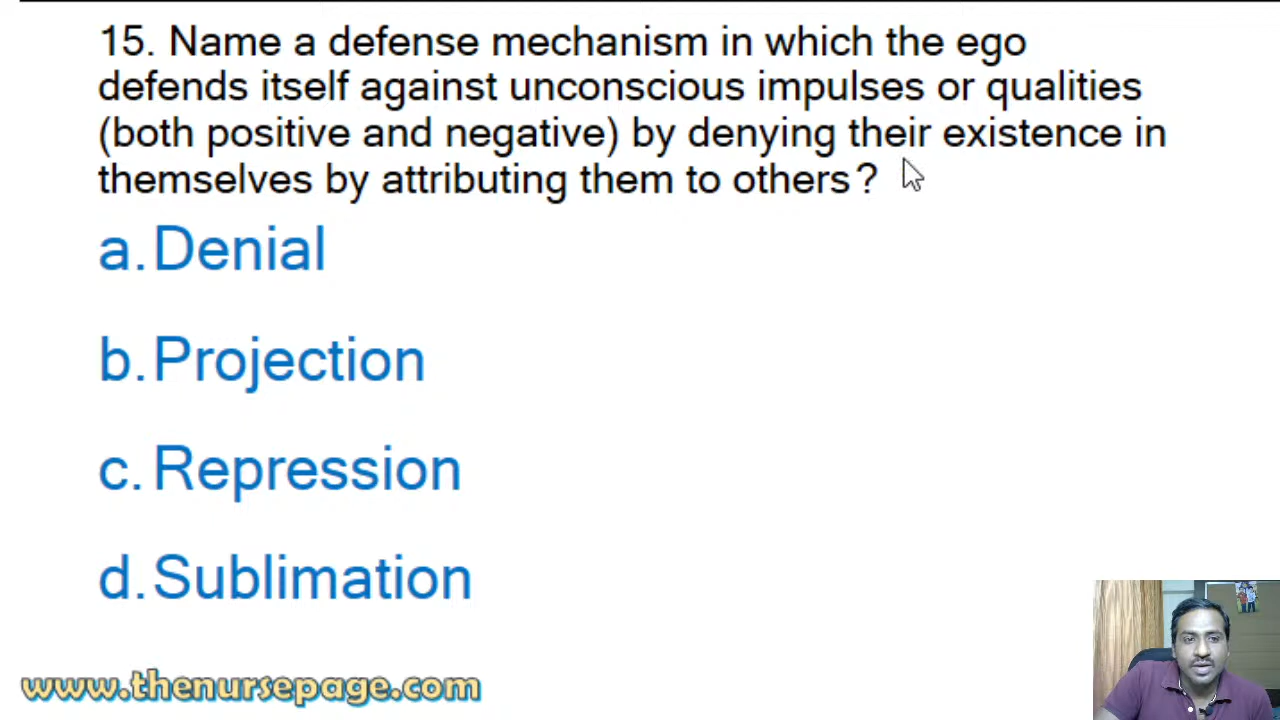 15. Name a defense mechanism in which the ego
defends itself against unconscious impulses or qualities
(both positive and negative) by denying their existence in
themselves by attributing them to others?
a. Denial
b. Projection
c. Repression
d. Sublimation
www.thenursepage.com